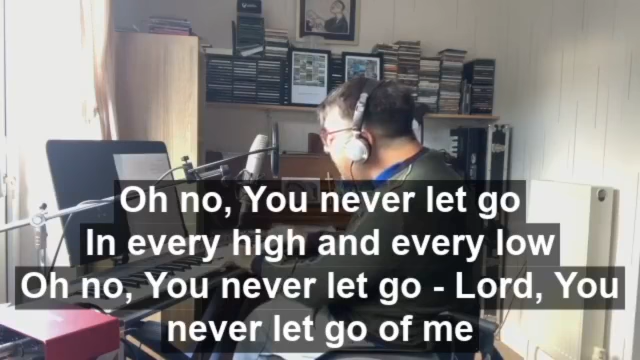 Oh no, You never let go
In every high and every low
Oh no, You never let go - Lord, You
never let go of me